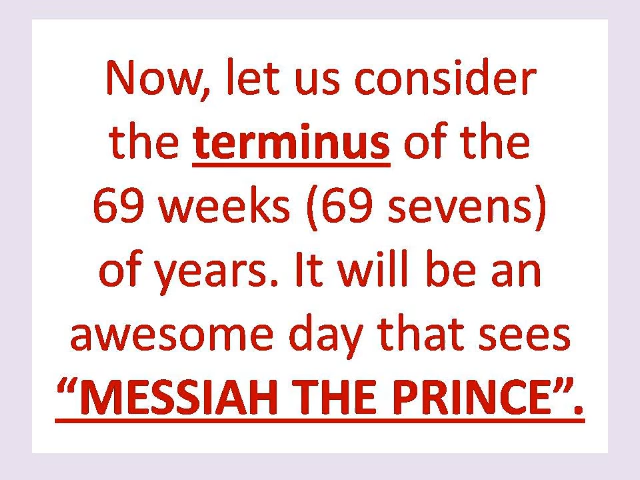 Now, let us consider
the terminus of the
69 weeks (69 sevens)
of years. It will be an
awesome day that sees
“MESSIAH THE PRINCE”.